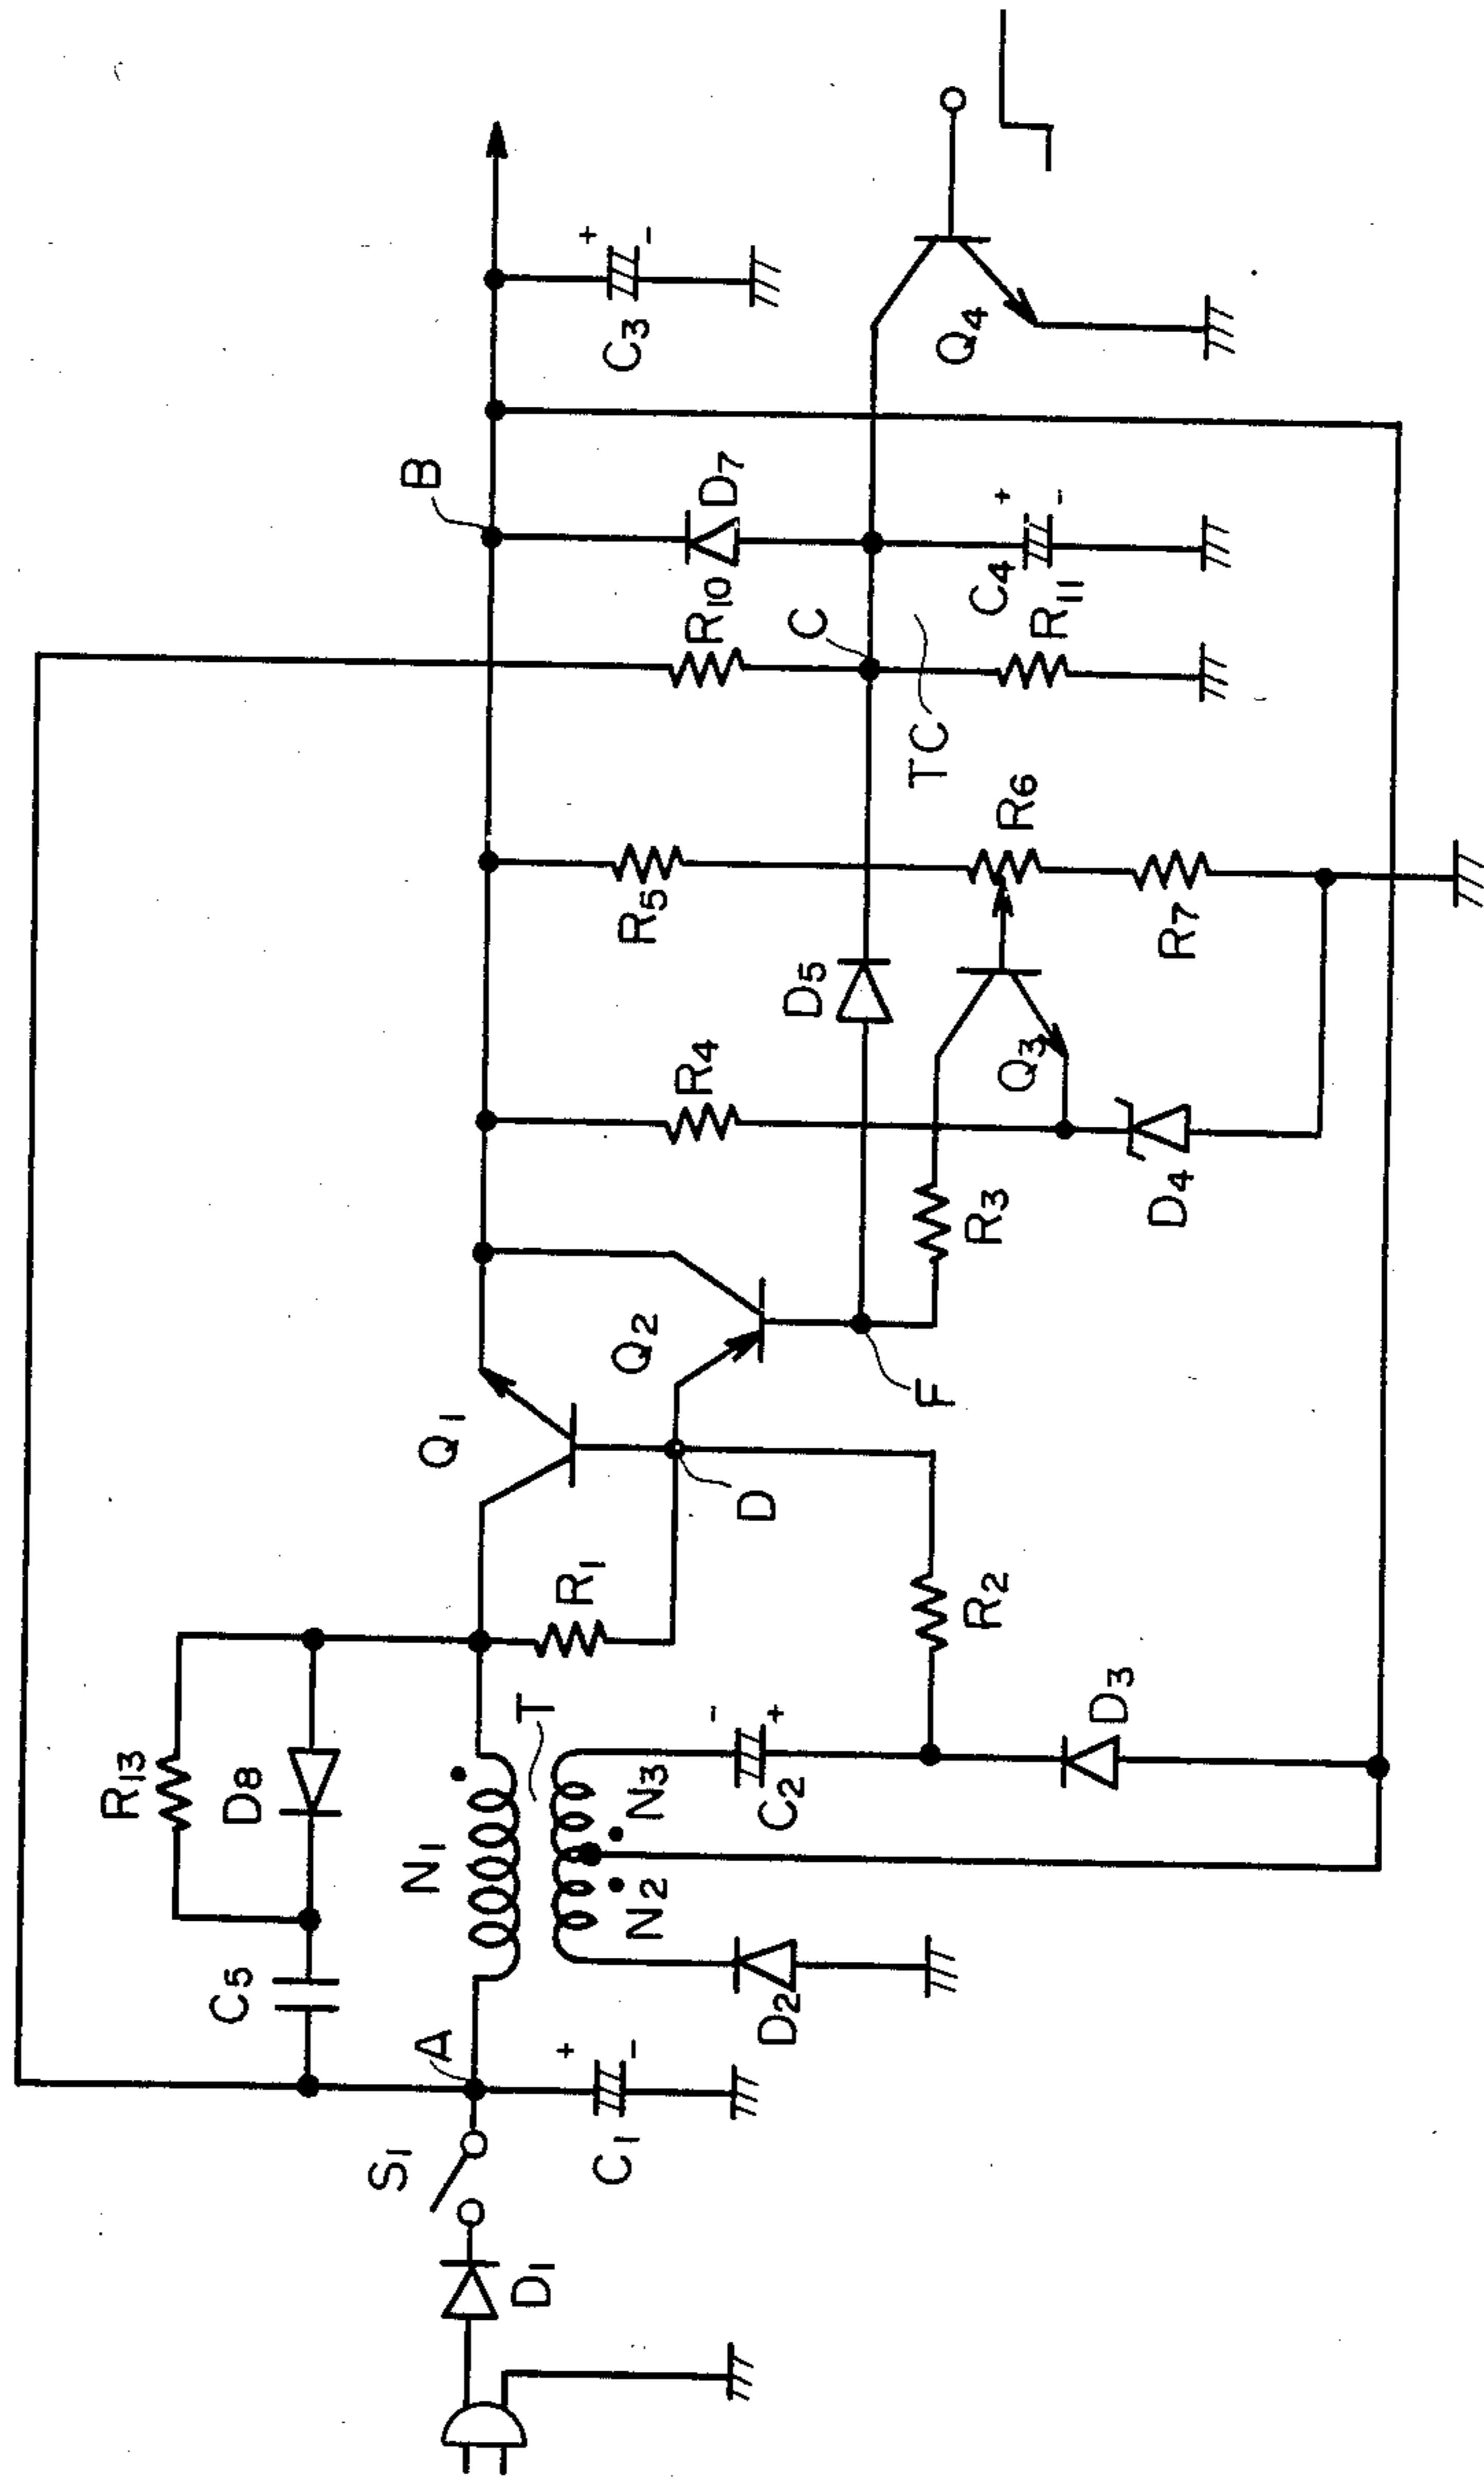 B
C3
+
-
D7
Q4
R10
C
C4
+
-
R11
TC
R5
R6
R7
D5
R4
Q3
D4
R3
Q2
F
Q1
D
R1
R2
R13
D8
T
-
+
C2
N3
D3
N1
N2
C5
A
D2
+
-
C1
S1
D1